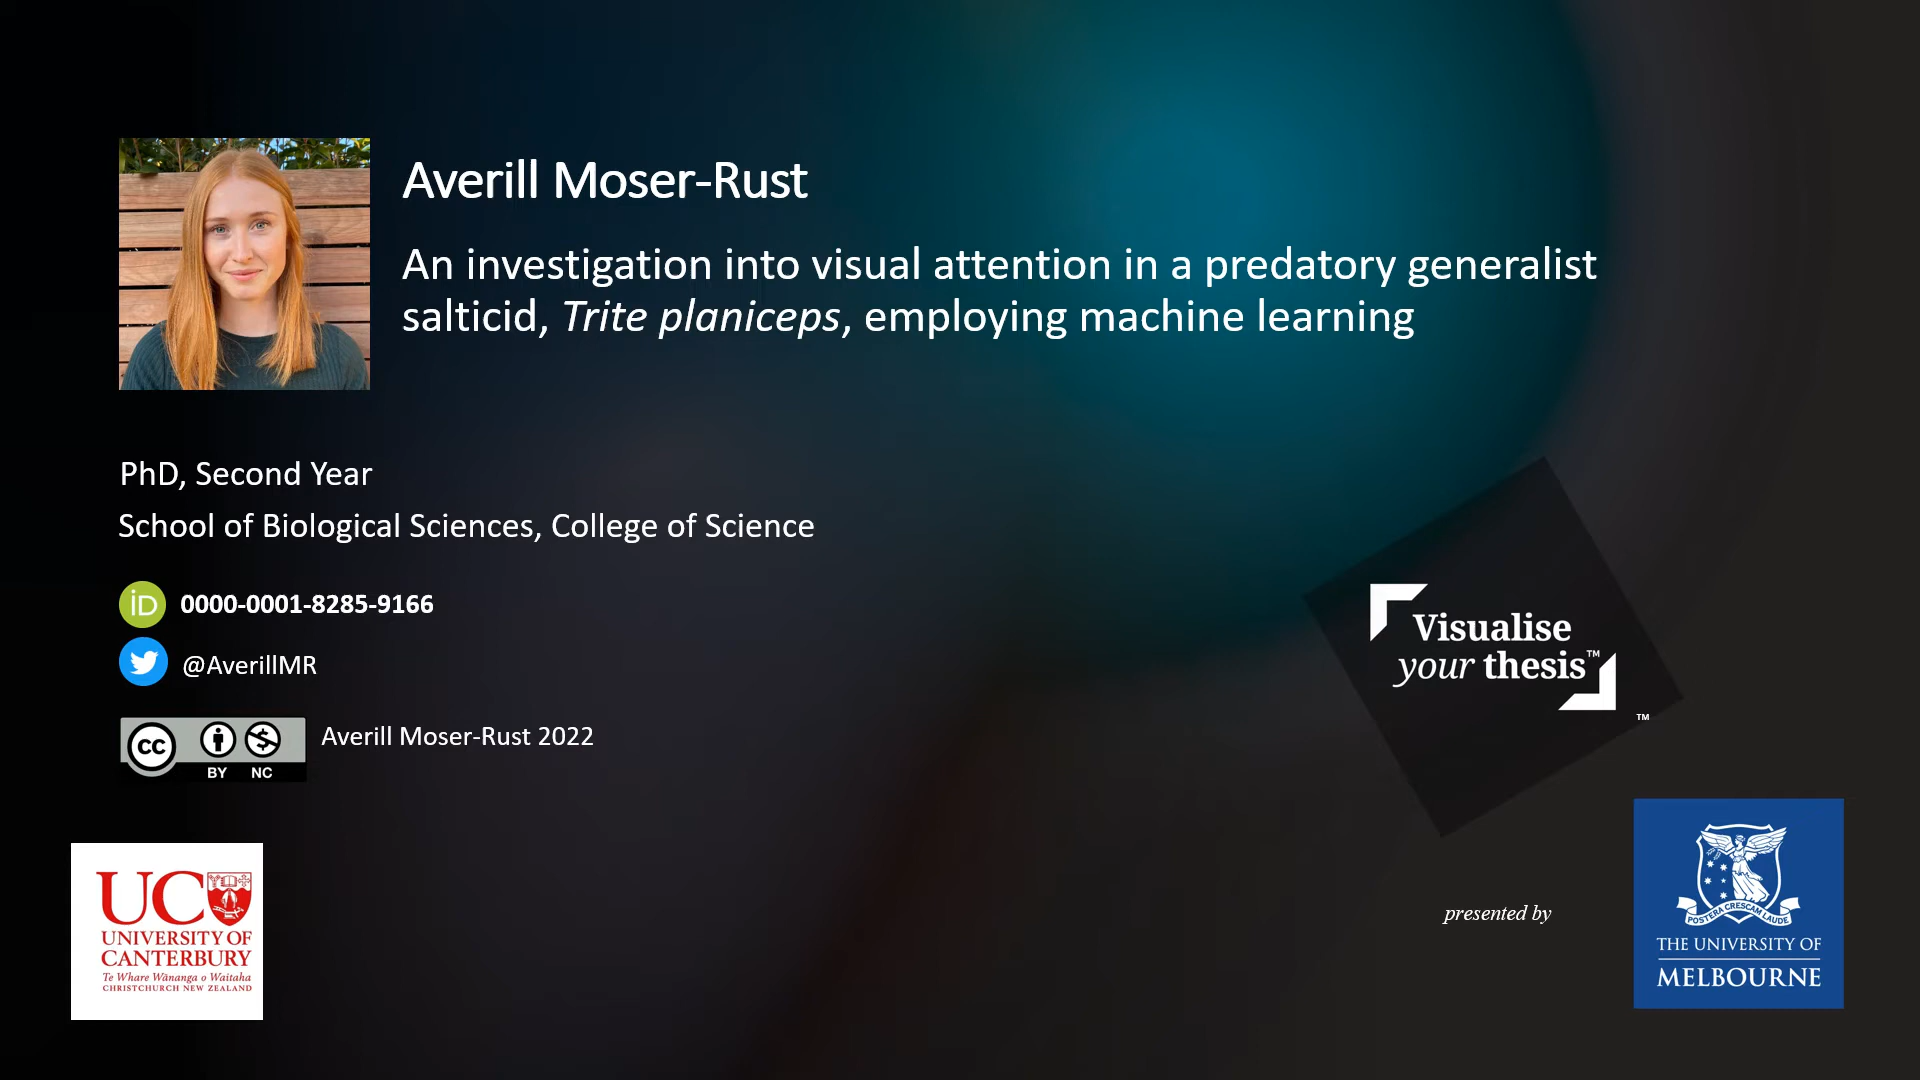 Averill Moser-Rust
An investigation into visual attention in a predatory generalist
salticid, Trite planiceps, employing machine learning
PhD, Second Year
School of Biological Sciences, College of Science
iD 0000-0001-8285-9166
@AverillMR
cc BY NC
Averill Moser-Rust 2022
Visualise
your thesis™
™
UC
UNIVERSITY OF
CANTERBURY
Te Whare Wānanga o Waitaha
CHRISTCHURCH NEW ZEALAND
presented by
POSTERA CRESCAM LAUDE
THE UNIVERSITY OF
MELBOURNE